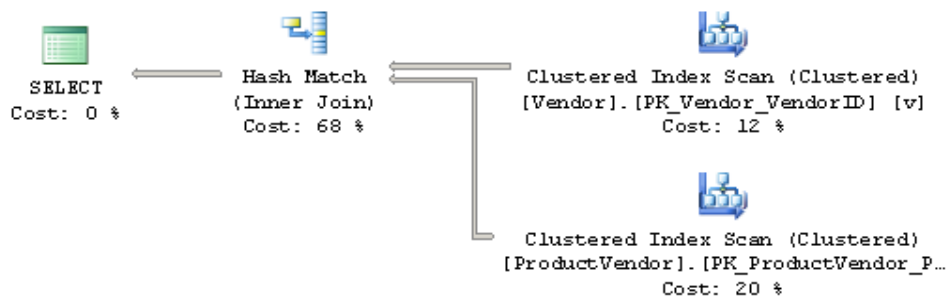 SELECT
Cost: 0 %
Hash Match
(Inner Join)
Cost: 68 %
Clustered Index Scan (Clustered)
[Vendor].[PK_Vendor_VendorID] [v]
Cost: 12 %
Clustered Index Scan (Clustered)
[ProductVendor].[PK_ProductVendor_P…
Cost: 20 %